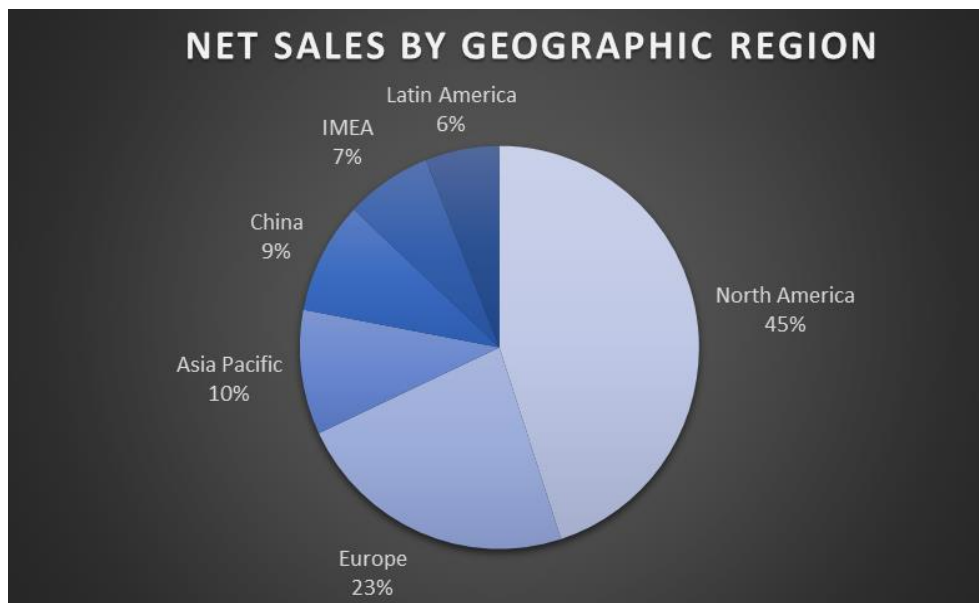 NET SALES BY GEOGRAPHIC REGION
Latin America
6%
IMEA
7%
China
9%
North America
45%
Asia Pacific
10%
Europe
23%